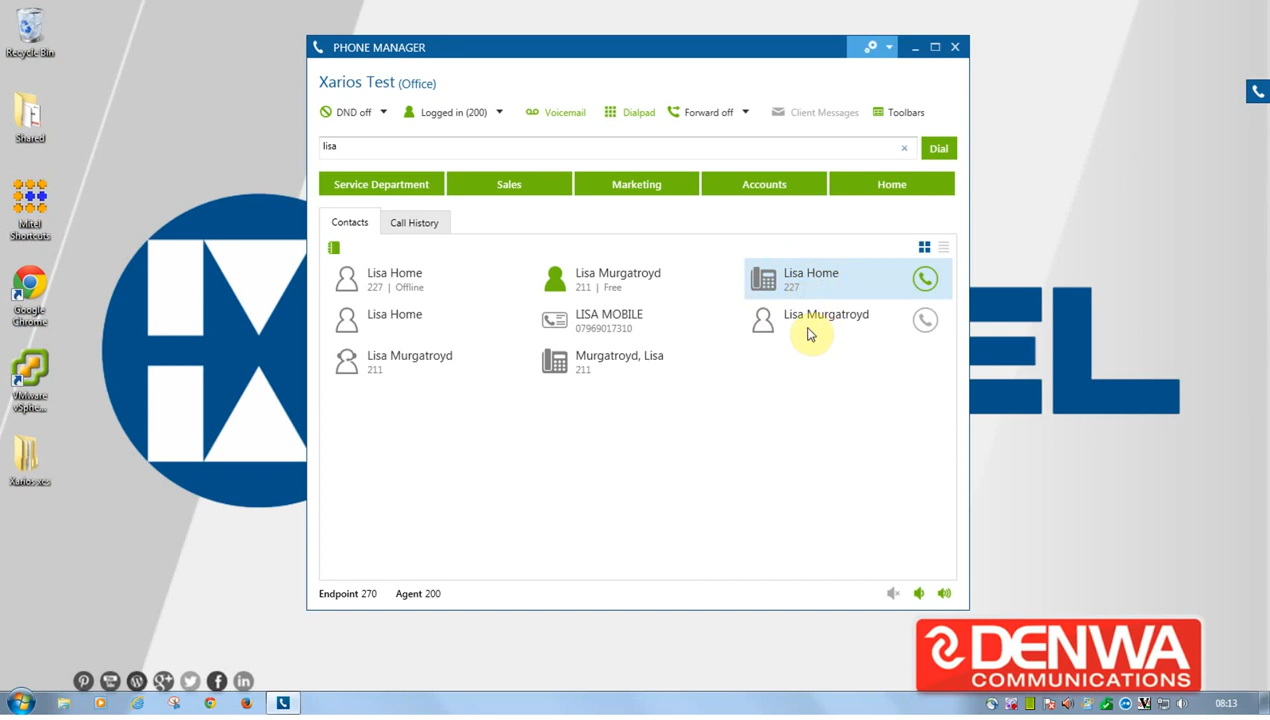 Recycle Bin
Shared
Mitel
Shortcuts
Google
Chrome
VMware
vSphe...
Xarios xcs
PHONE MANAGER
Xarios Test (Office)
DND off
Logged in (200)
Voicemail
Dialpad
Forward off
Client Messages
Toolbars
lisa
x
Dial
Service Department
Sales
Marketing
Accounts
Home
Contacts
Call History
Lisa Home
227 | Offline
Lisa Murgatroyd
211 | Free
Lisa Home
227
Lisa Home
LISA MOBILE
07969017310
Lisa Murgatroyd
Lisa Murgatroyd
211
Murgatroyd, Lisa
211
Endpoint 270
Agent 200
EL
DENWA
COMMUNICATIONS
08:13